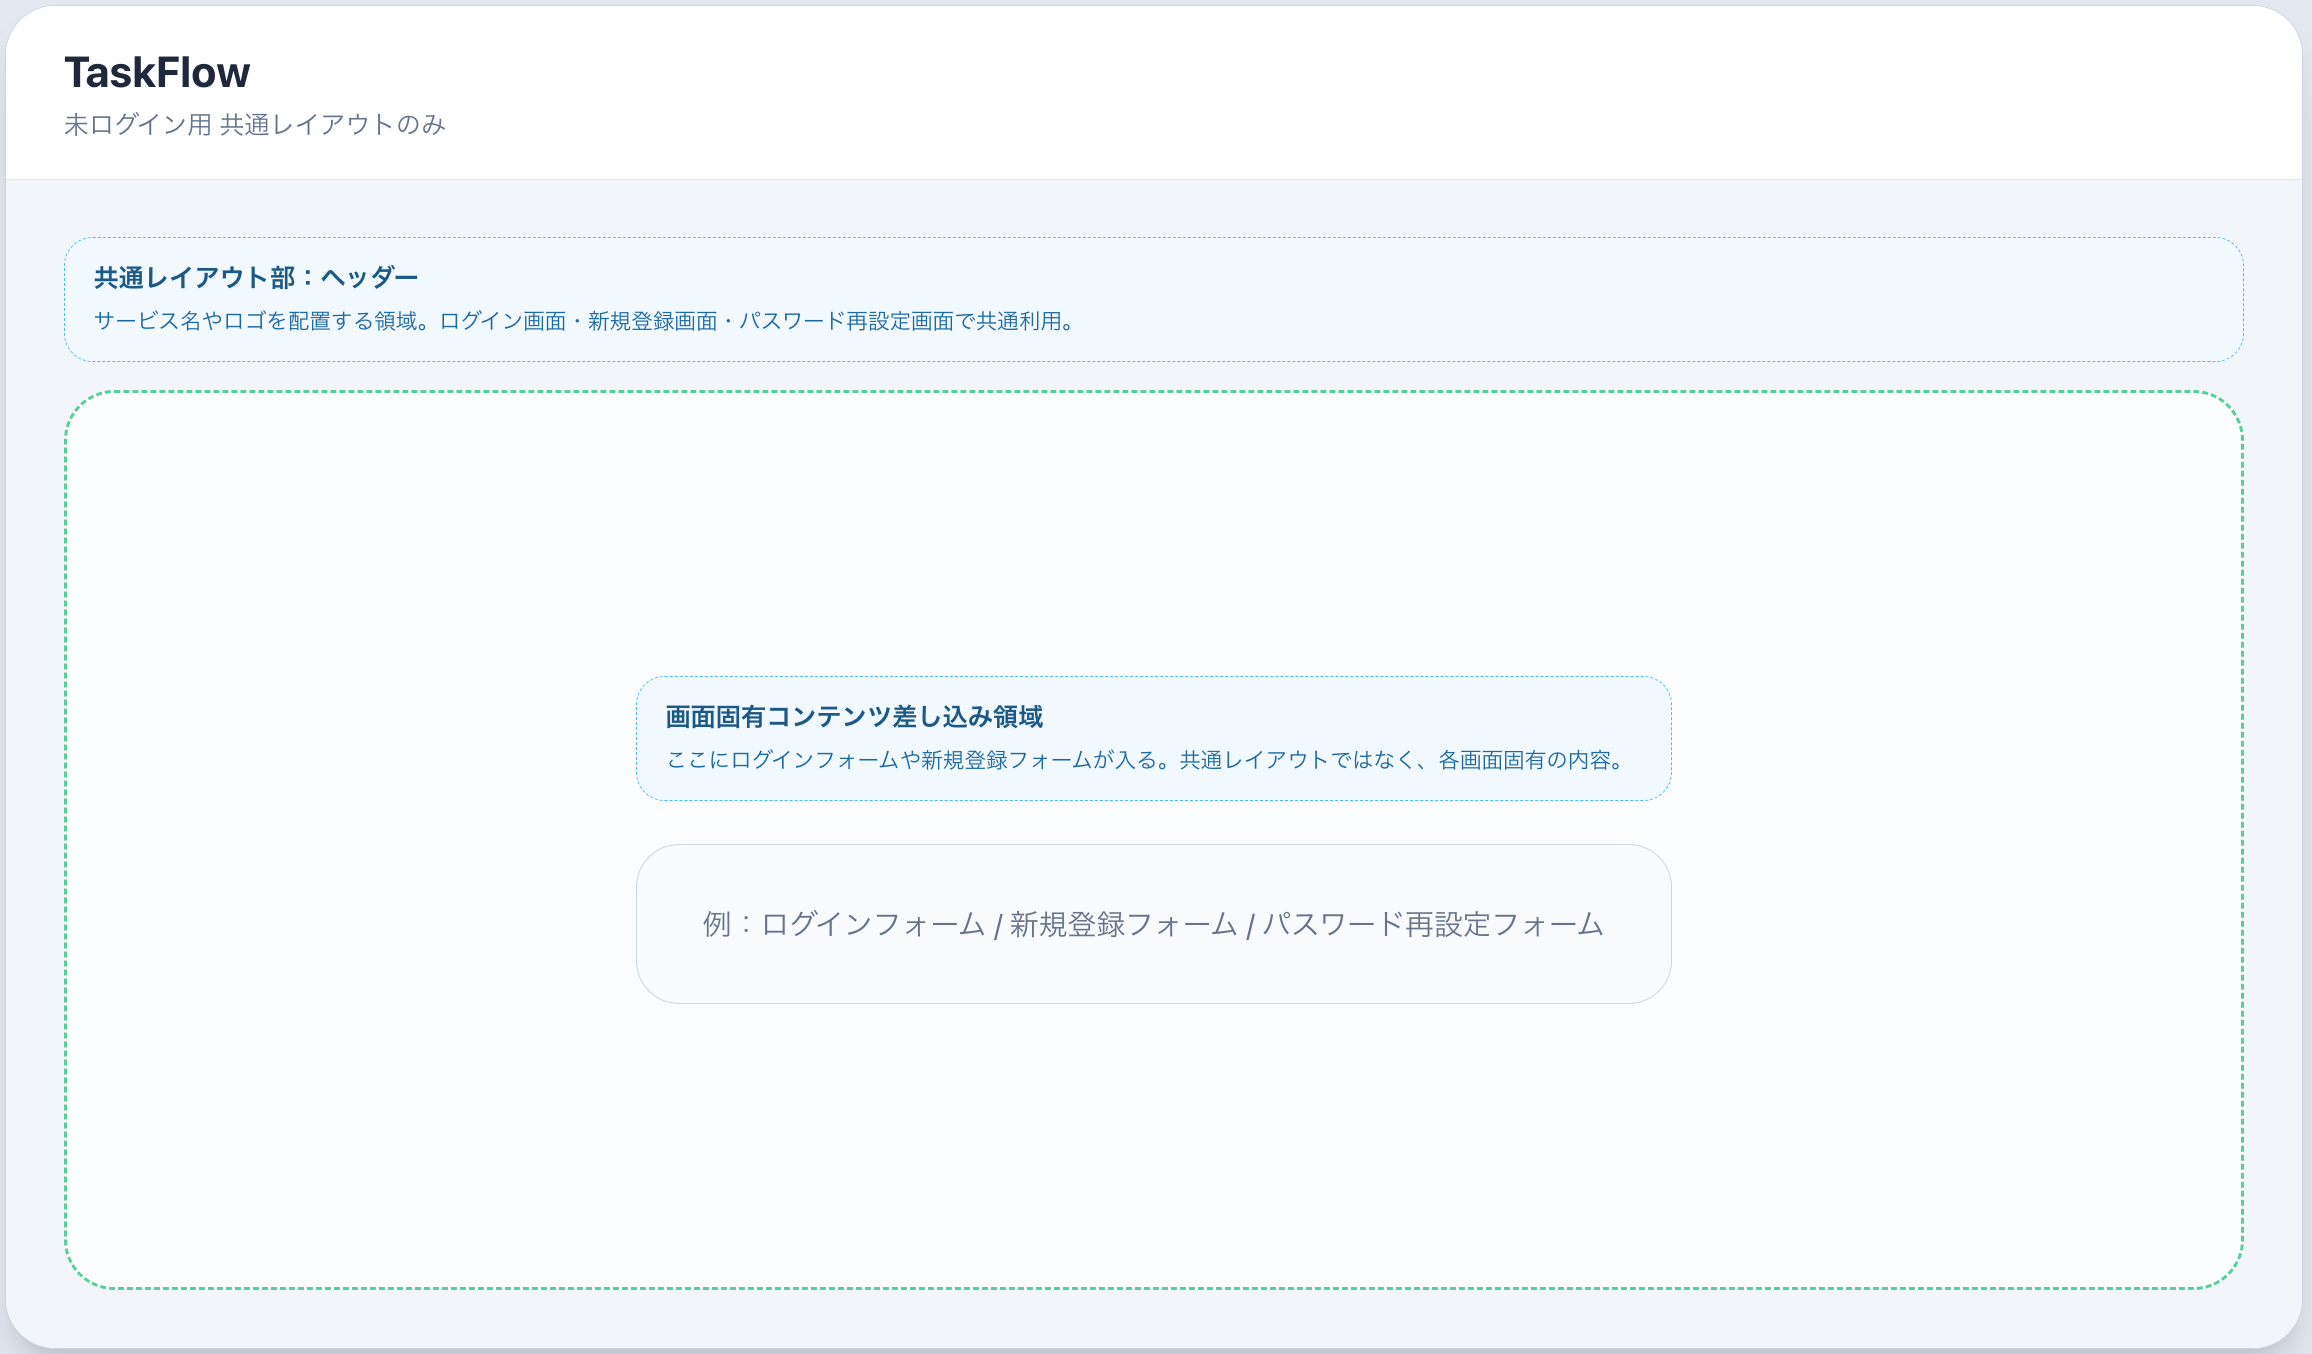 TaskFlow
未ログイン用 共通レイアウトのみ
共通レイアウト部：ヘッダー
サービス名やロゴを配置する領域。ログイン画面・新規登録画面・パスワード再設定画面で共通利用。
画面固有コンテンツ差し込み領域
ここにログインフォームや新規登録フォームが入る。共通レイアウトではなく、各画面固有の内容。
例：ログインフォーム / 新規登録フォーム / パスワード再設定フォーム